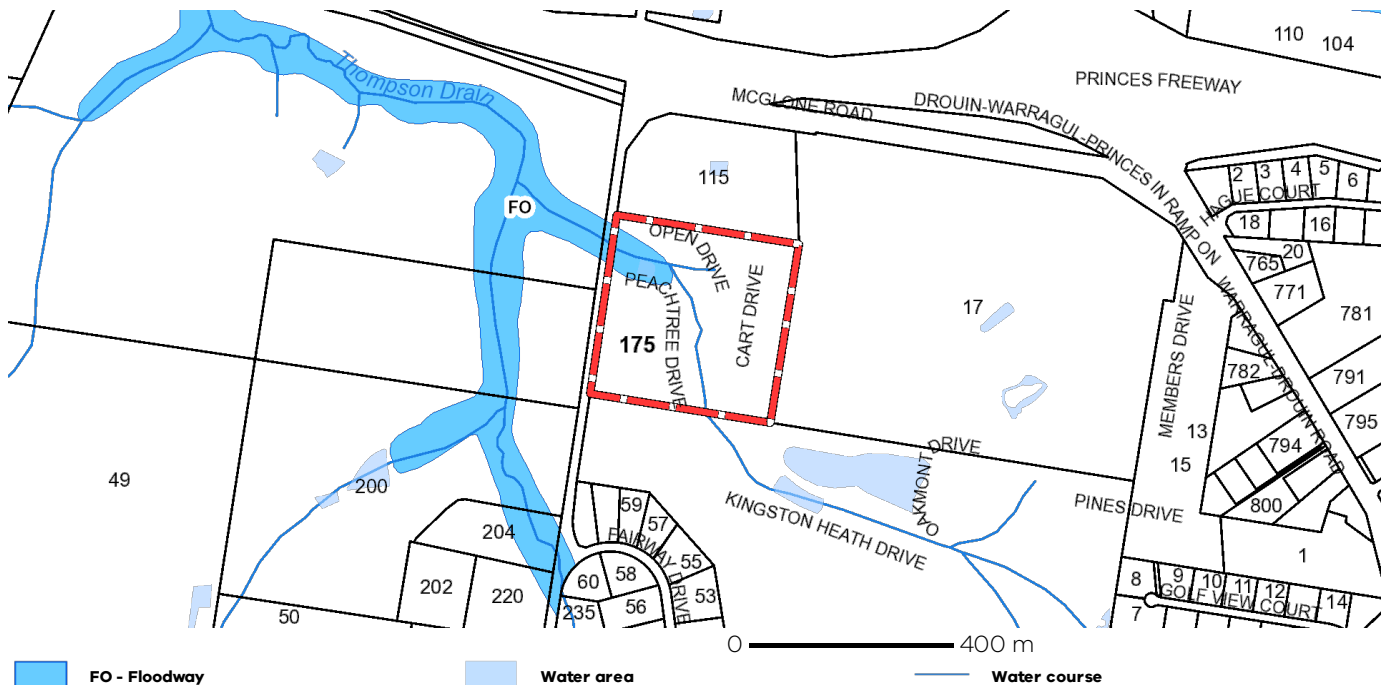 110
104
Thompson Drain
PRINCES FREEWAY
MCGLONE ROAD
DROUIN-WARRAGUL-PRINCES IN RAMP ON
115
2
3
4
5
6
HAGUE COURT
FO
18
16
OPEN DRIVE
20
765
PEACHTREE DRIVE
CART DRIVE
771
17
781
175
MEMBERS DRIVE
WARRAGUL-DROUIN ROAD
782
791
795
13
794
15
OAKMONT DRIVE
49
200
KINGSTON HEATH DRIVE
PINES DRIVE
800
59
57
204
FAIRWAY DRIVE
55
1
202
220
60
58
53
8
9
10
11
12
14
GOLF VIEW COURT
50
235
56
7
0 400 m
FO - Floodway
Water area
Water course